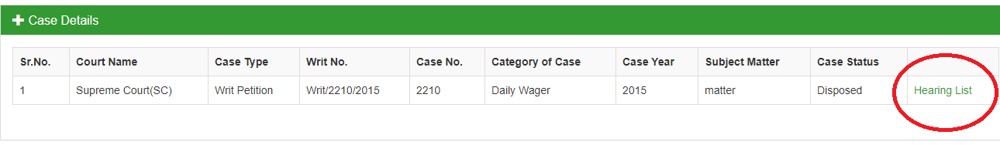 Case Details
Sr.No. Court Name Case Type Writ No. Case No. Category of Case Case Year Subject Matter Case Status
1 Supreme Court(SC) Writ Petition Writ/2210/2015 2210 Daily Wager 2015 matter Disposed Hearing List